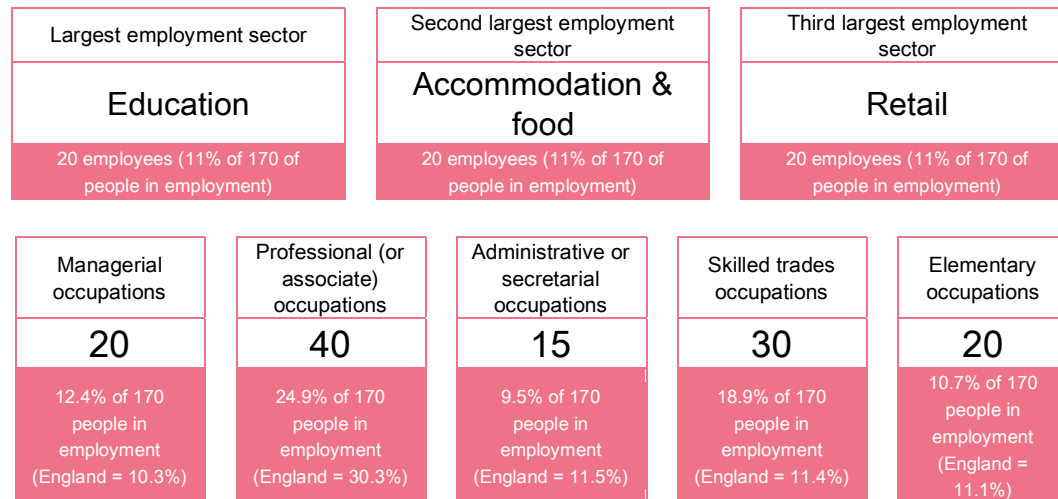 Largest employment sector
Education
20 employees (11% of 170 of
people in employment)
Second largest employment
sector
Accommodation &
food
20 employees (11% of 170 of
people in employment)
Third largest employment
sector
Retail
20 employees (11% of 170 of
people in employment)
Managerial
occupations
20
12.4% of 170
people in
employment
(England = 10.3%)
Professional (or
associate)
occupations
40
24.9% of 170
people in
employment
(England = 30.3%)
Administrative or
secretarial
occupations
15
9.5% of 170
people in
employment
(England = 11.5%)
Skilled trades
occupations
30
18.9% of 170
people in
employment
(England = 11.4%)
Elementary
occupations
20
10.7% of 170
people in
employment
(England =
11.1%)